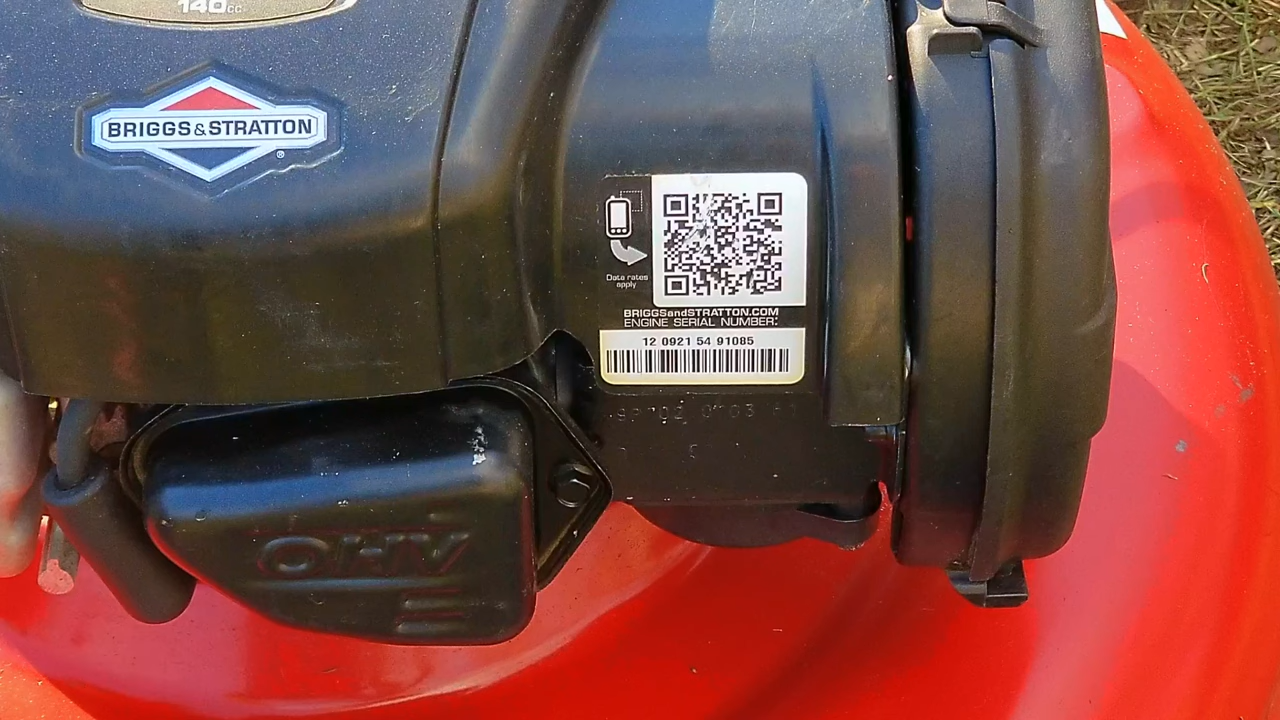 140cc
BRIGGS&STRATTON
®
Data rates
apply
BRIGGSandSTRATTON.COM
ENGINE SERIAL NUMBER:
12 0921 54 91085
OHV